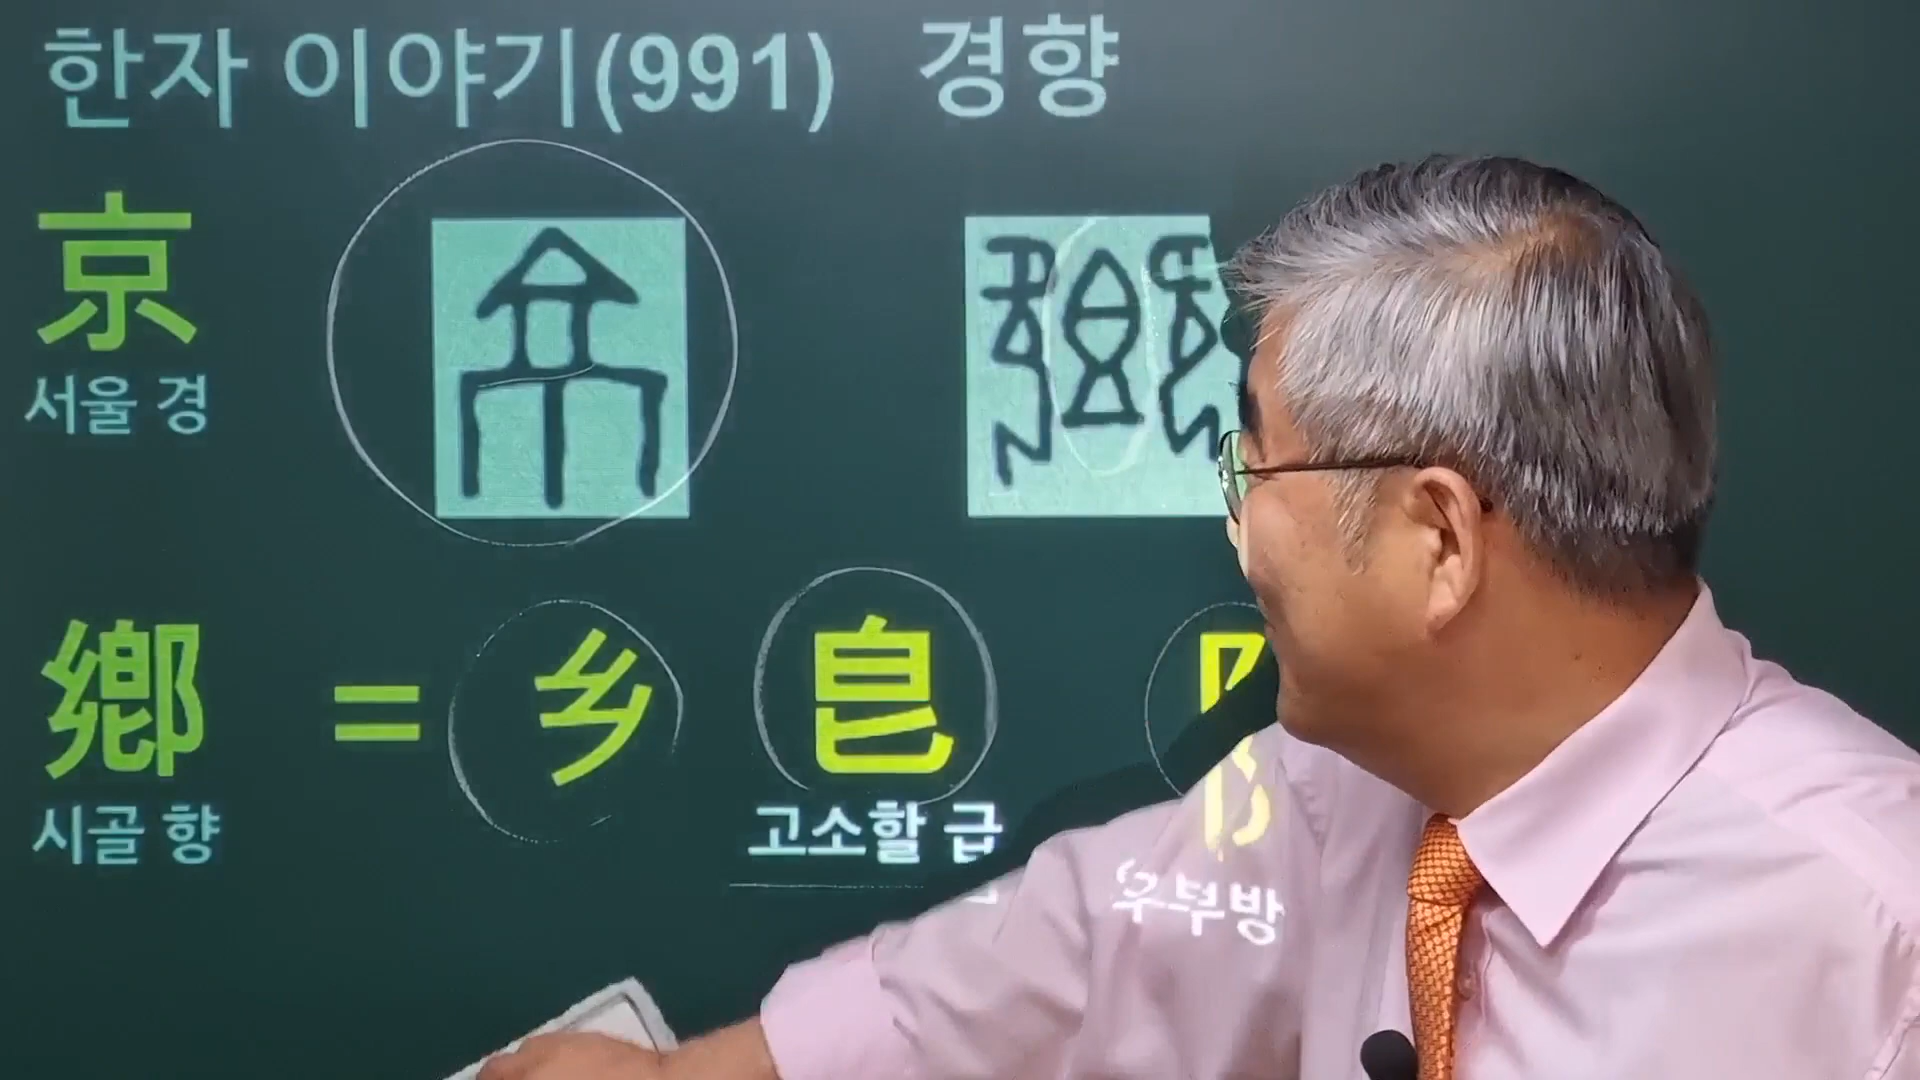 한자 이야기(991) 경향
京
서울 경
鄕 = 乡 皀
시골 향
고소할 급
우부방